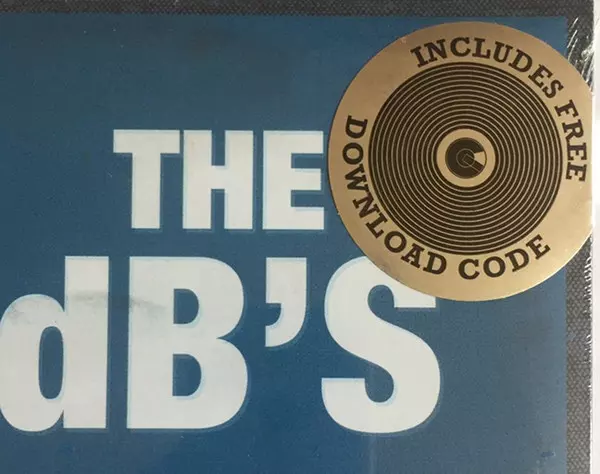 THE
dB'S
INCLUDES FREE
DOWNLOAD CODE